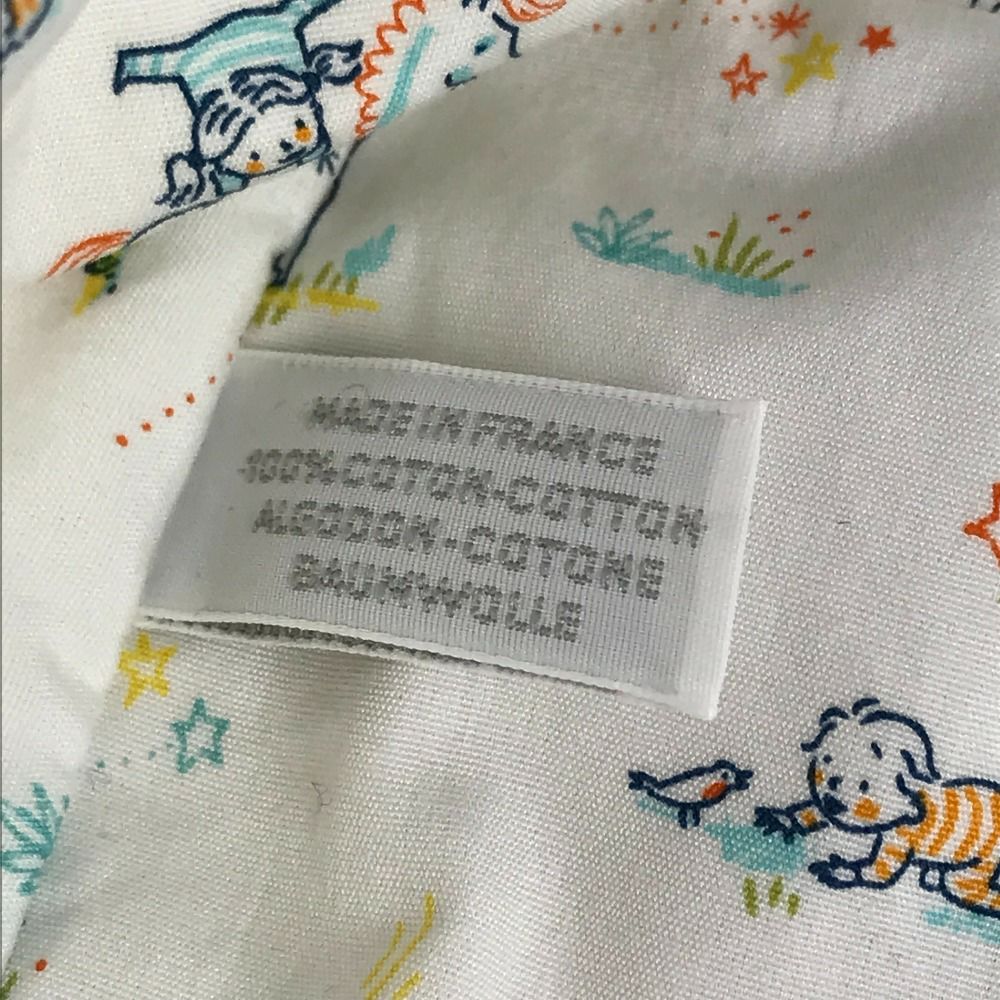 MADE IN FRANCE
100% COTON-COTTON
ALGODON-COTONE
BAUMWOLLE